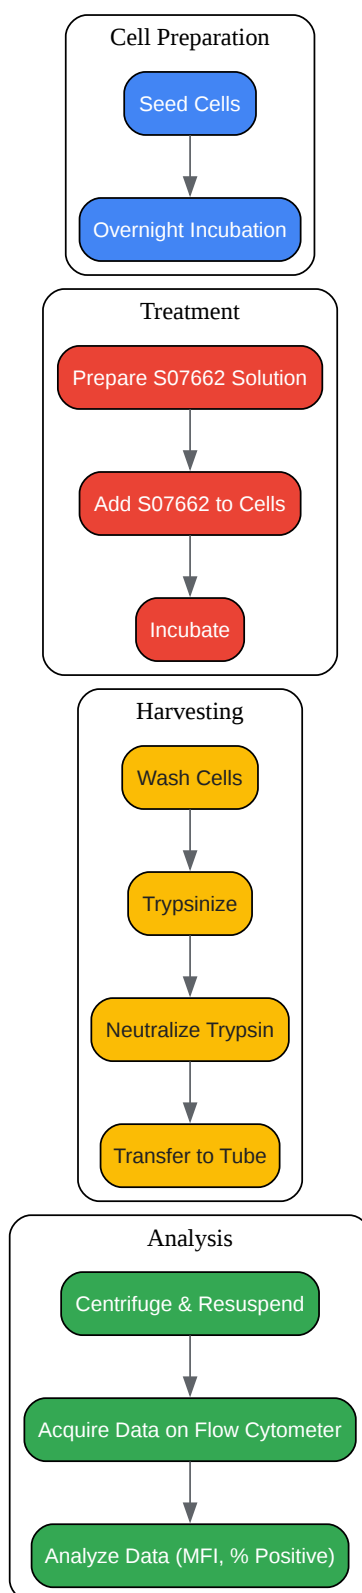 Cell Preparation
Seed Cells
Overnight Incubation
Treatment
Prepare S07662 Solution
Add S07662 to Cells
Incubate
Harvesting
Wash Cells
Trypsinize
Neutralize Trypsin
Transfer to Tube
Analysis
Centrifuge & Resuspend
Acquire Data on Flow Cytometer
Analyze Data (MFI, % Positive)